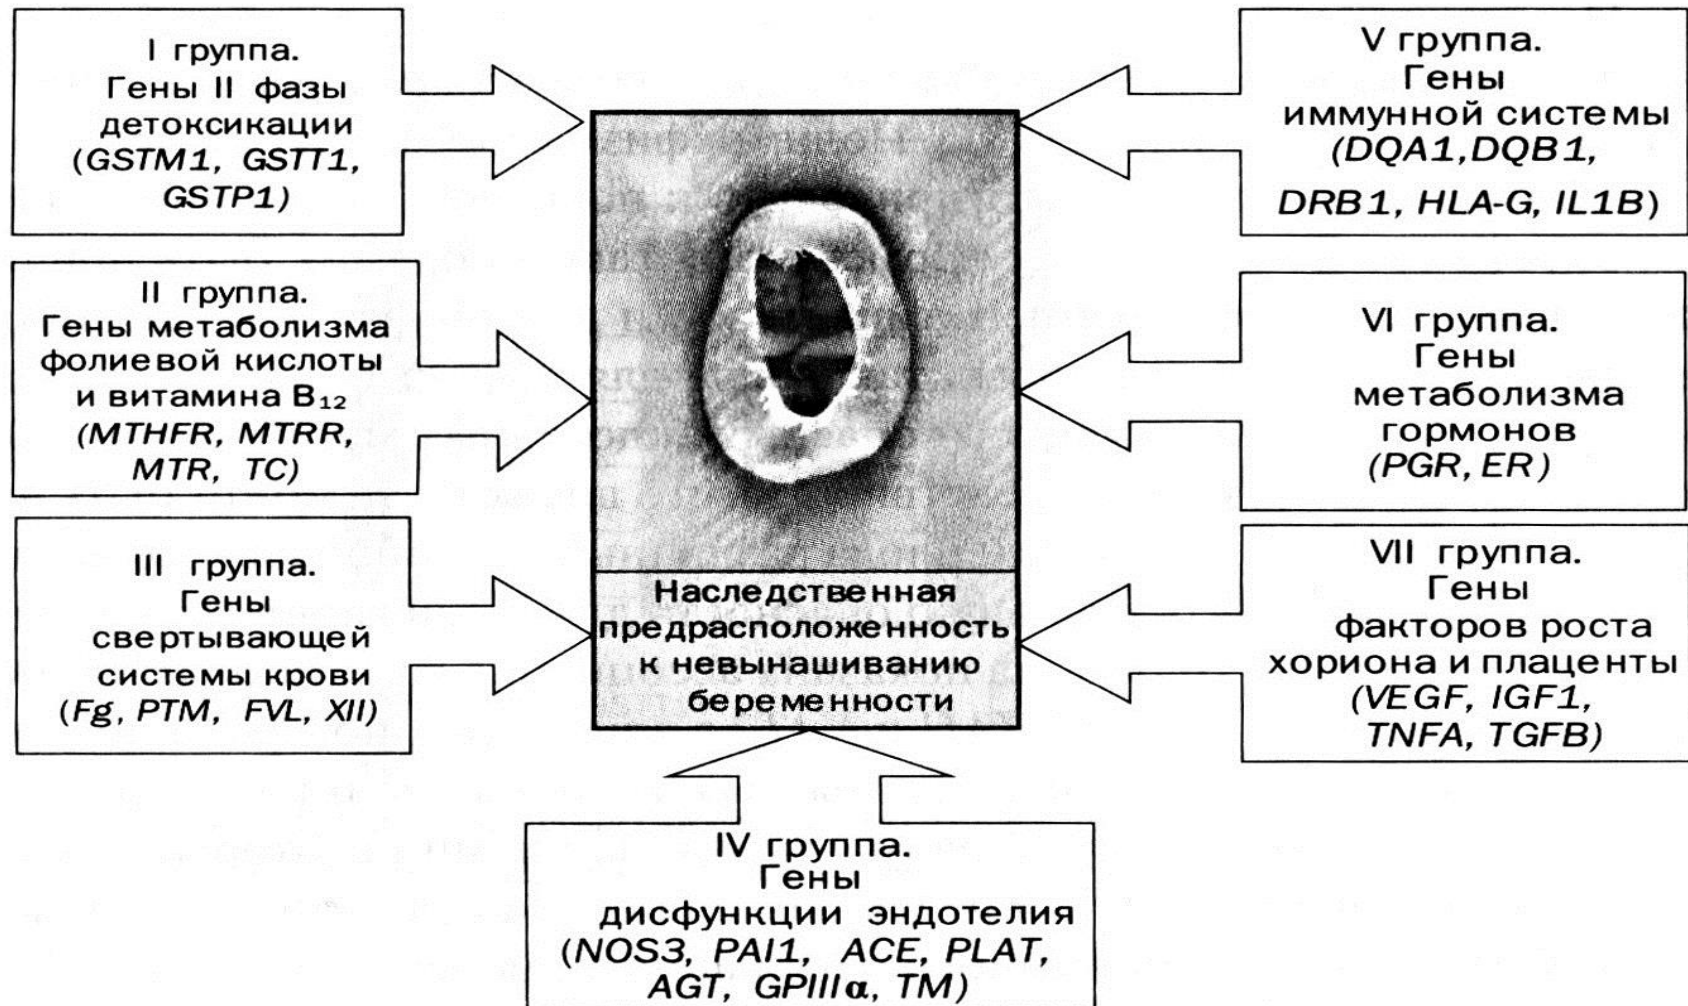 I группа.
Гены II фазы
детоксикации
(GSTM1, GSTT1,
GSTP1)
II группа.
Гены метаболизма
фолиевой кислоты
и витамина B₁₂
(MTHFR, MTRR,
MTR, TC)
III группа.
Гены
свертывающей
системы крови
(Fg, PTM, FVL, XII)
Наследственная
предрасположенность
к невынашиванию
беременности
IV группа.
Гены
дисфункции эндотелия
(NOS3, PAI1, ACE, PLAT,
AGT, GPIIIα, TM)
V группа.
Гены
иммунной системы
(DQA1,DQB1,
DRB1, HLA-G, IL1B)
VI группа.
Гены
метаболизма
гормонов
(PGR, ER)
VII группа.
Гены
факторов роста
хориона и плаценты
(VEGF, IGF1,
TNFA, TGFB)